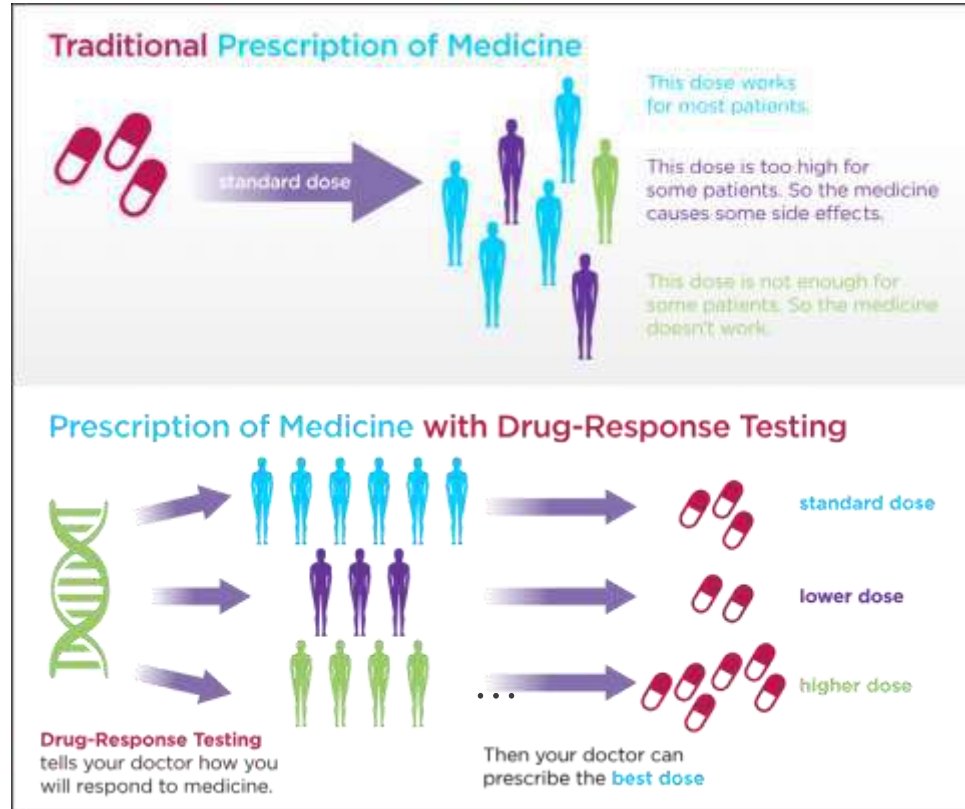 Traditional Prescription of Medicine
standard dose
This dose works
for most patients.
This dose is too high for
some patients. So the medicine
causes some side effects.
This dose is not enough for
some patients. So the medicine
doesn't work.
Prescription of Medicine with Drug-Response Testing
standard dose
lower dose
...
higher dose
Drug-Response Testing
tells your doctor how you
will respond to medicine.
Then your doctor can
prescribe the best dose